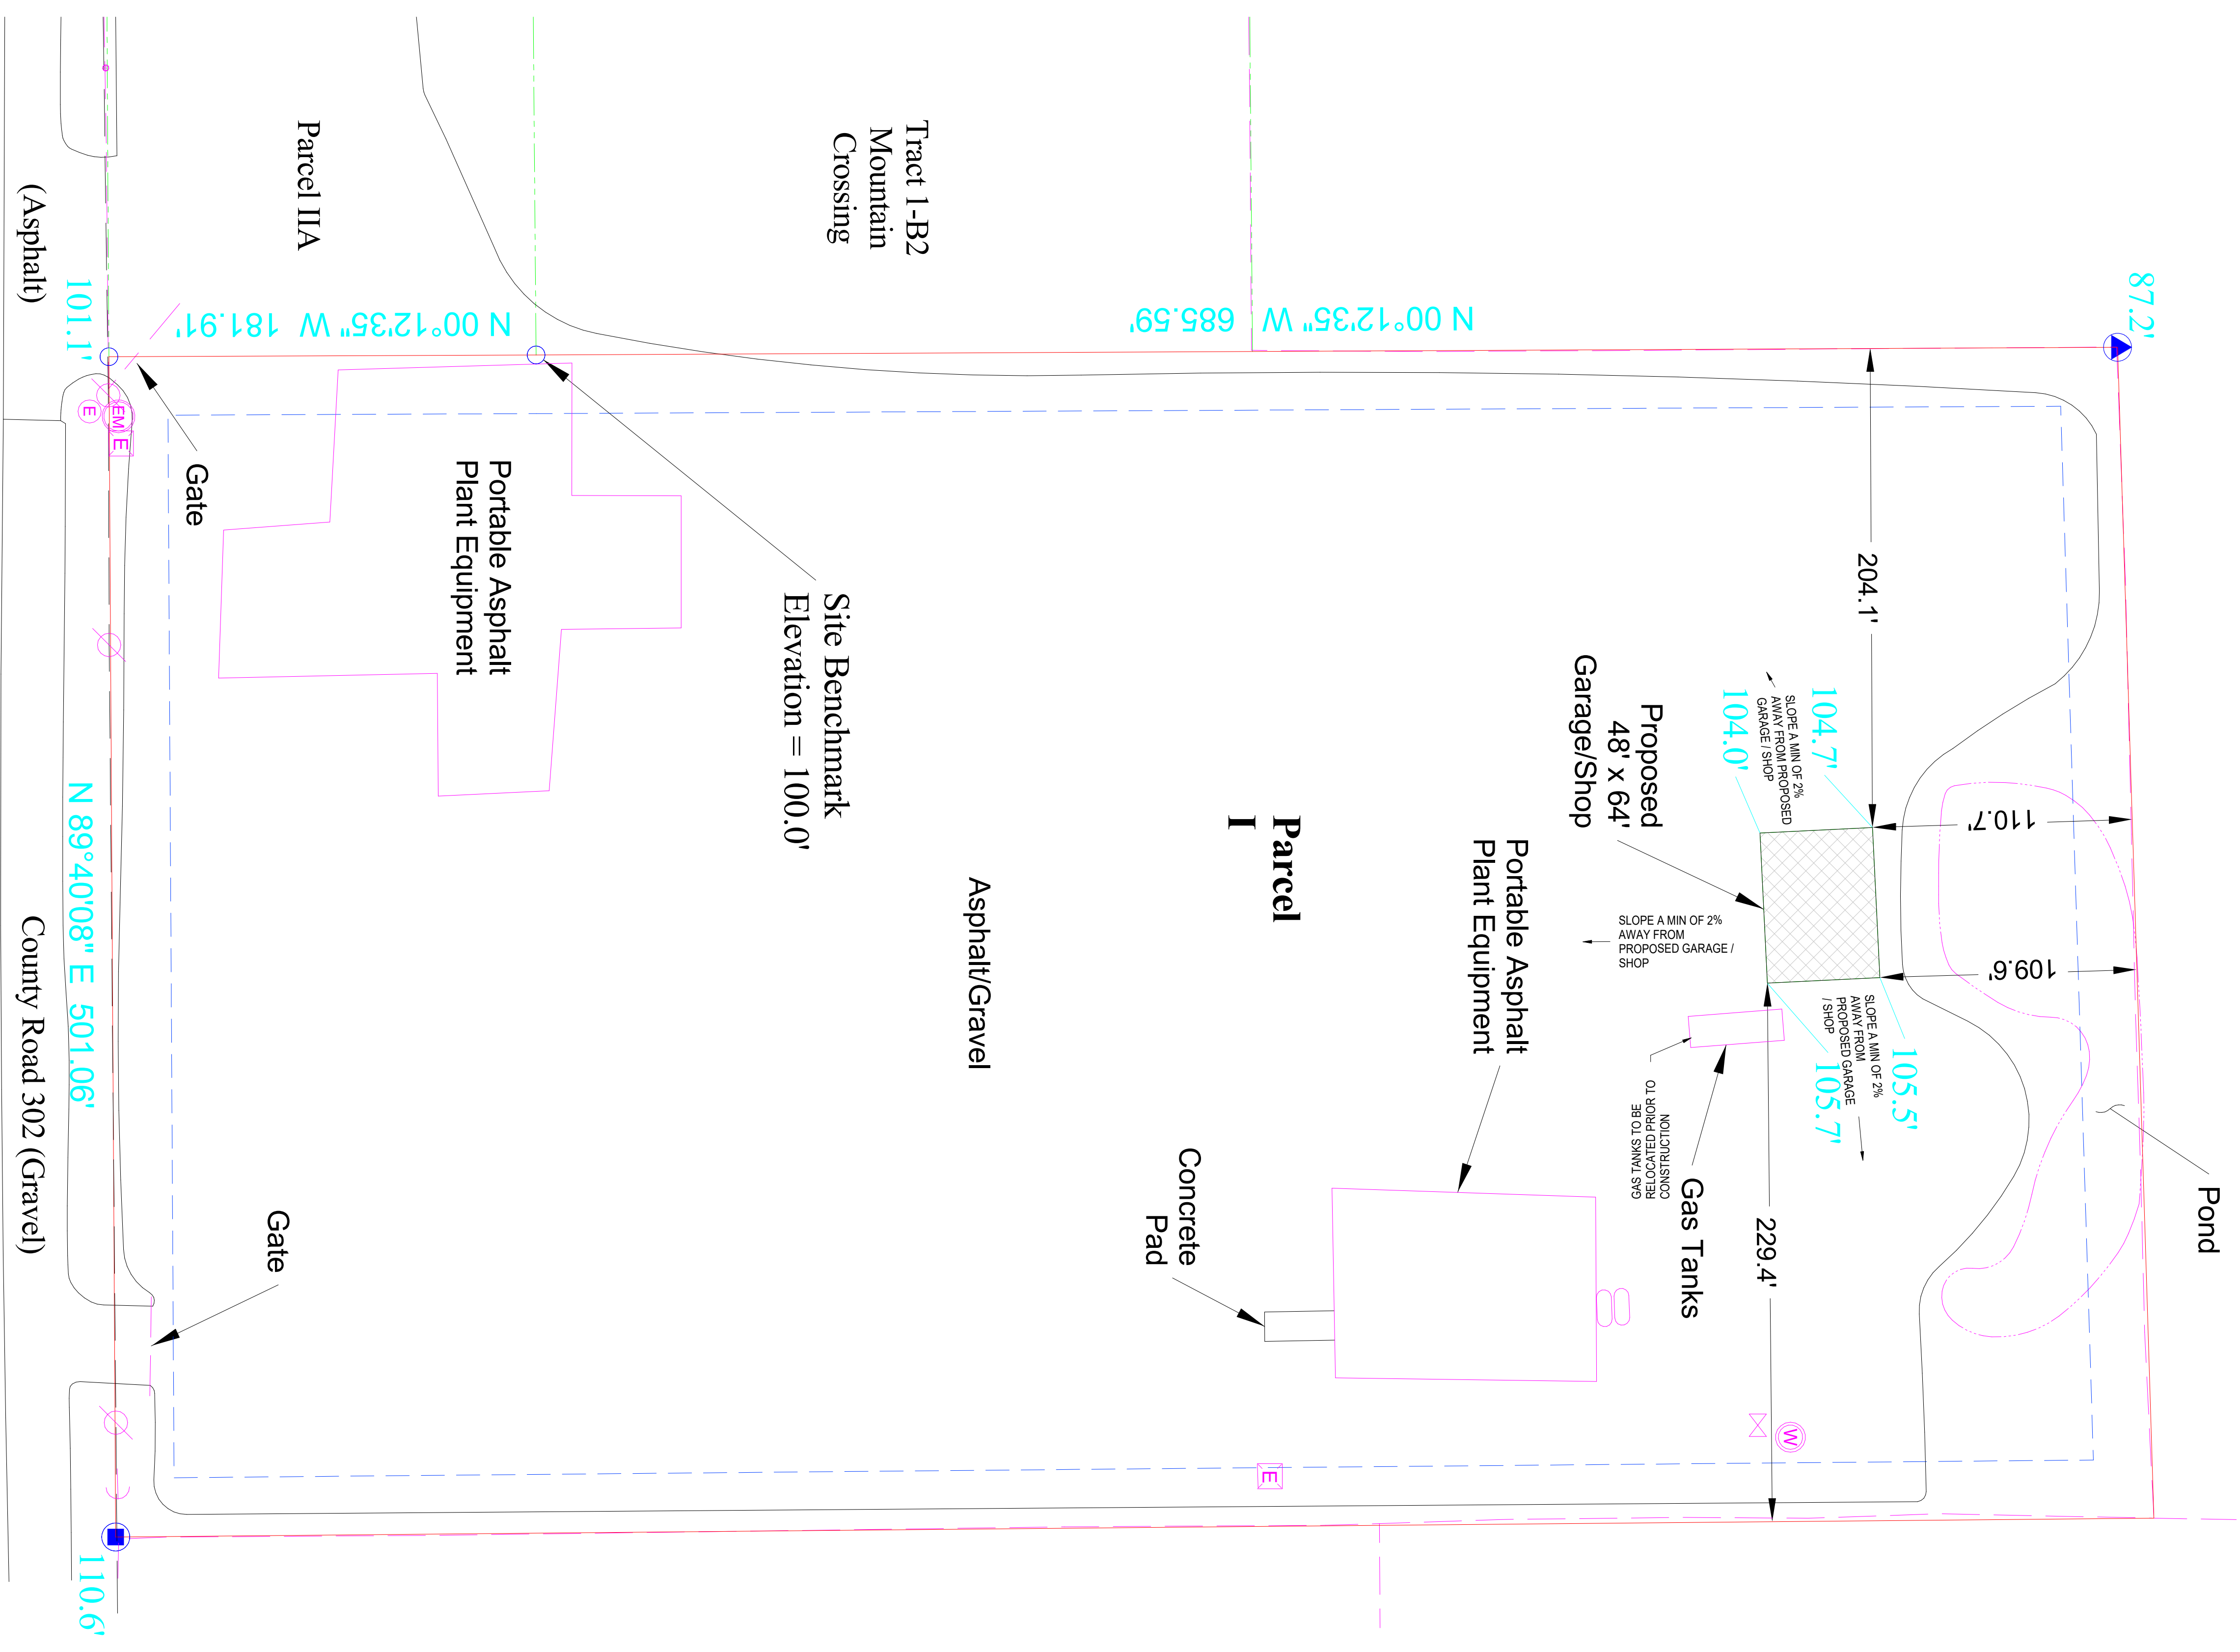 87.2'
Pond
110.7'
109.6'
204.1'
104.7'
104.0'
SLOPE A MIN OF 2%
AWAY FROM PROPOSED
GARAGE / SHOP
Proposed
48' x 64'
Garage/Shop
SLOPE A MIN OF 2%
AWAY FROM
PROPOSED GARAGE /
SHOP
SLOPE A MIN OF 2%
AWAY FROM
PROPOSED GARAGE
/ SHOP
105.5'
105.7'
229.4'
Gas Tanks
GAS TANKS TO BE
RELOCATED PRIOR TO
CONSTRUCTION
W
Portable Asphalt
Plant Equipment
N 00°12'35" W 685.59'
Parcel
I
Concrete
Pad
E
Asphalt/Gravel
Tract 1-B2
Mountain
Crossing
Site Benchmark
Elevation = 100.0'
Portable Asphalt
Plant Equipment
N 00°12'35" W 181.91'
Parcel IIA
Gate
Gate
E
EM
E
101.1'
N 89°40'08" E 501.06'
110.6'
(Asphalt)
County Road 302 (Gravel)